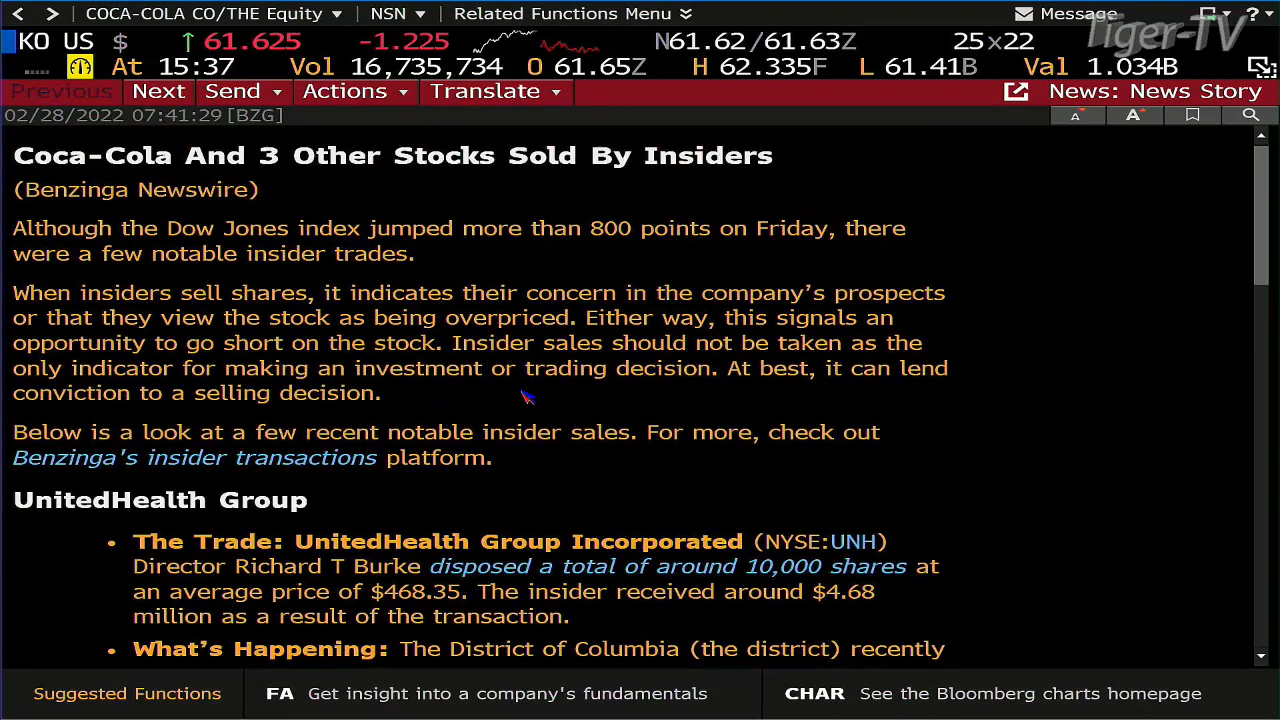 COCA-COLA CO/THE Equity NSN Related Functions Menu Message ?
Tiger-TV
KO US $ ↑ 61.625 -1.225 N61.62/61.63Z 25x22
At 15:37 Vol 16,735,734 O 61.65Z H 62.335F L 61.41B Val 1.034B
Previous Next Send Actions Translate News: News Story
02/28/2022 07:41:29 [BZG] A A
Coca-Cola And 3 Other Stocks Sold By Insiders
(Benzinga Newswire)
Although the Dow Jones index jumped more than 800 points on Friday, there
were a few notable insider trades.
When insiders sell shares, it indicates their concern in the company’s prospects
or that they view the stock as being overpriced. Either way, this signals an
opportunity to go short on the stock. Insider sales should not be taken as the
only indicator for making an investment or trading decision. At best, it can lend
conviction to a selling decision.
Below is a look at a few recent notable insider sales. For more, check out
Benzinga's insider transactions platform.
UnitedHealth Group
• The Trade: UnitedHealth Group Incorporated (NYSE:UNH)
Director Richard T Burke disposed a total of around 10,000 shares at
an average price of $468.35. The insider received around $4.68
million as a result of the transaction.
• What’s Happening: The District of Columbia (the district) recently
Suggested Functions FA Get insight into a company's fundamentals CHAR See the Bloomberg charts homepage